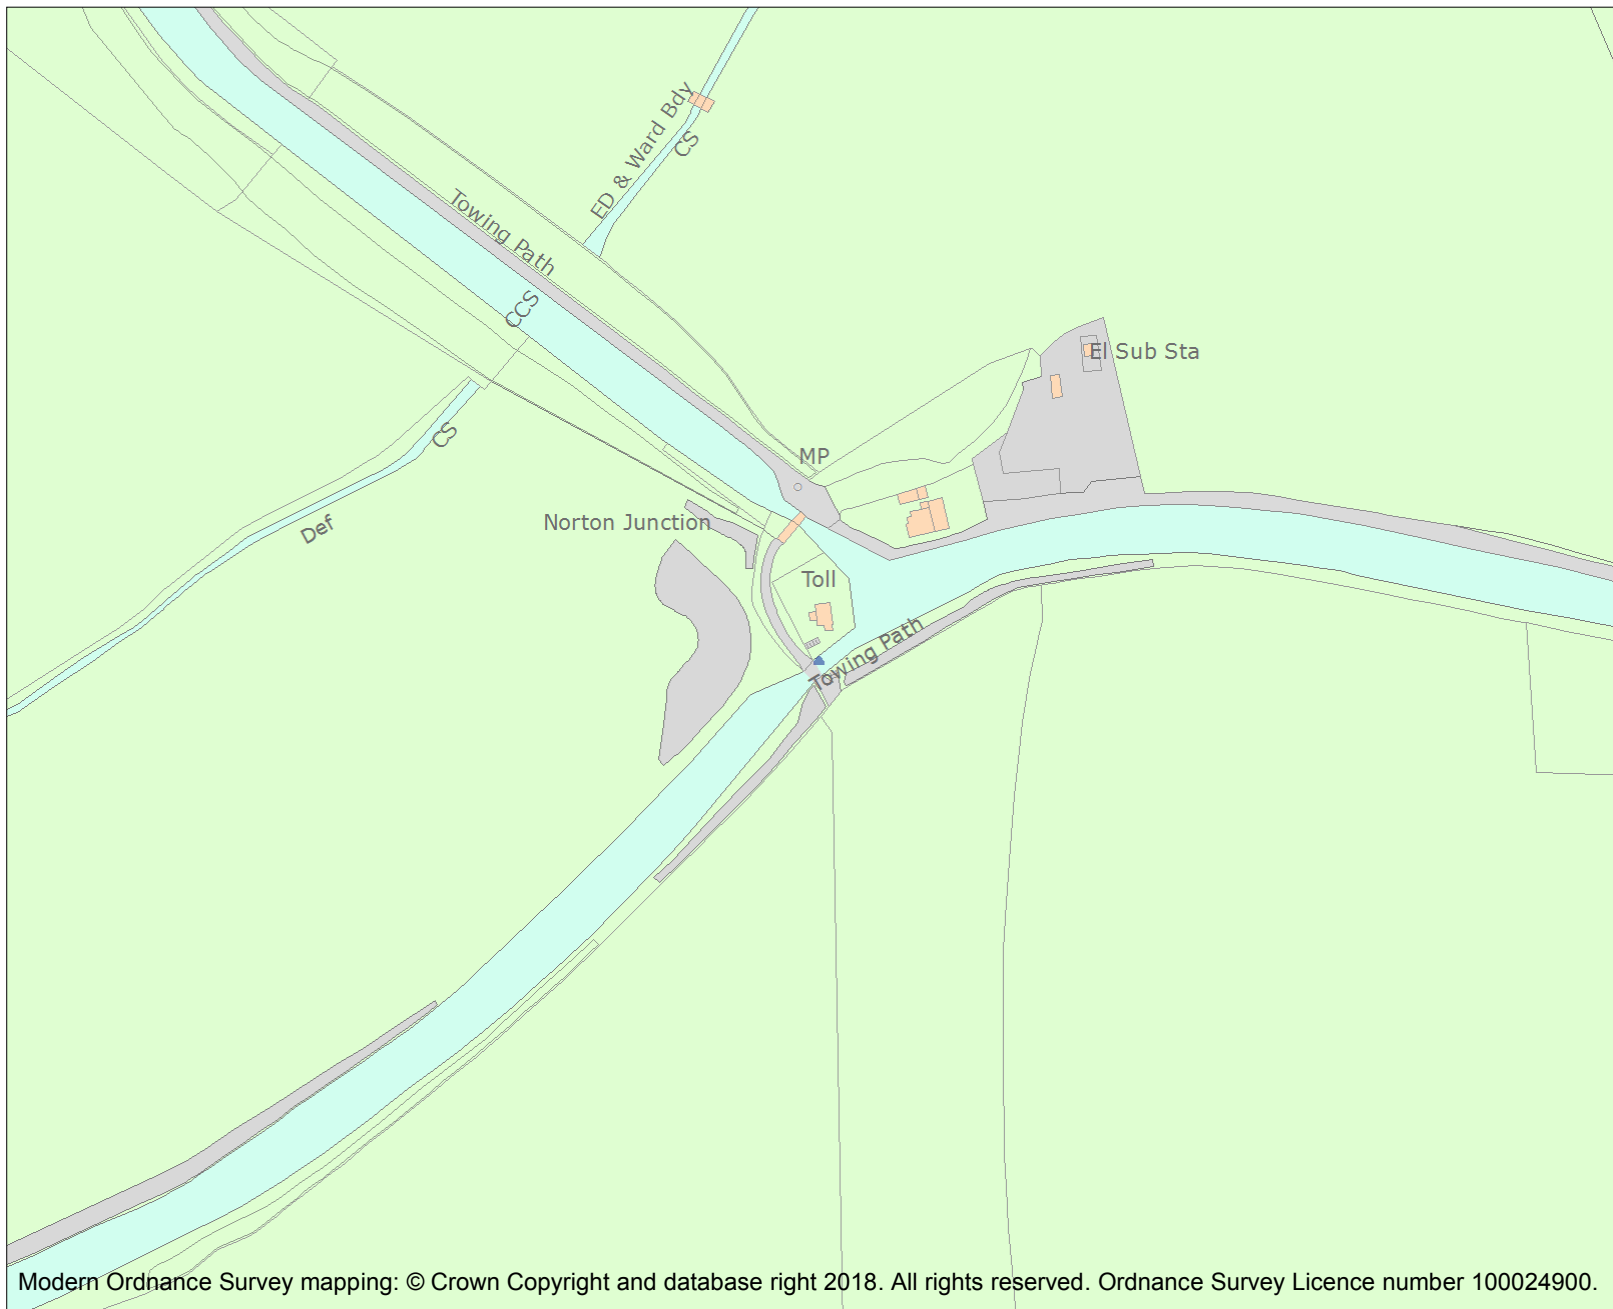 ED & Ward Bdy
CS
Towing Path
CCS
El Sub Sta
CS
MP
Def
Norton Junction
Toll
Towing Path
Modern Ordnance Survey mapping: © Crown Copyright and database right 2018. All rights reserved. Ordnance Survey Licence number 100024900.